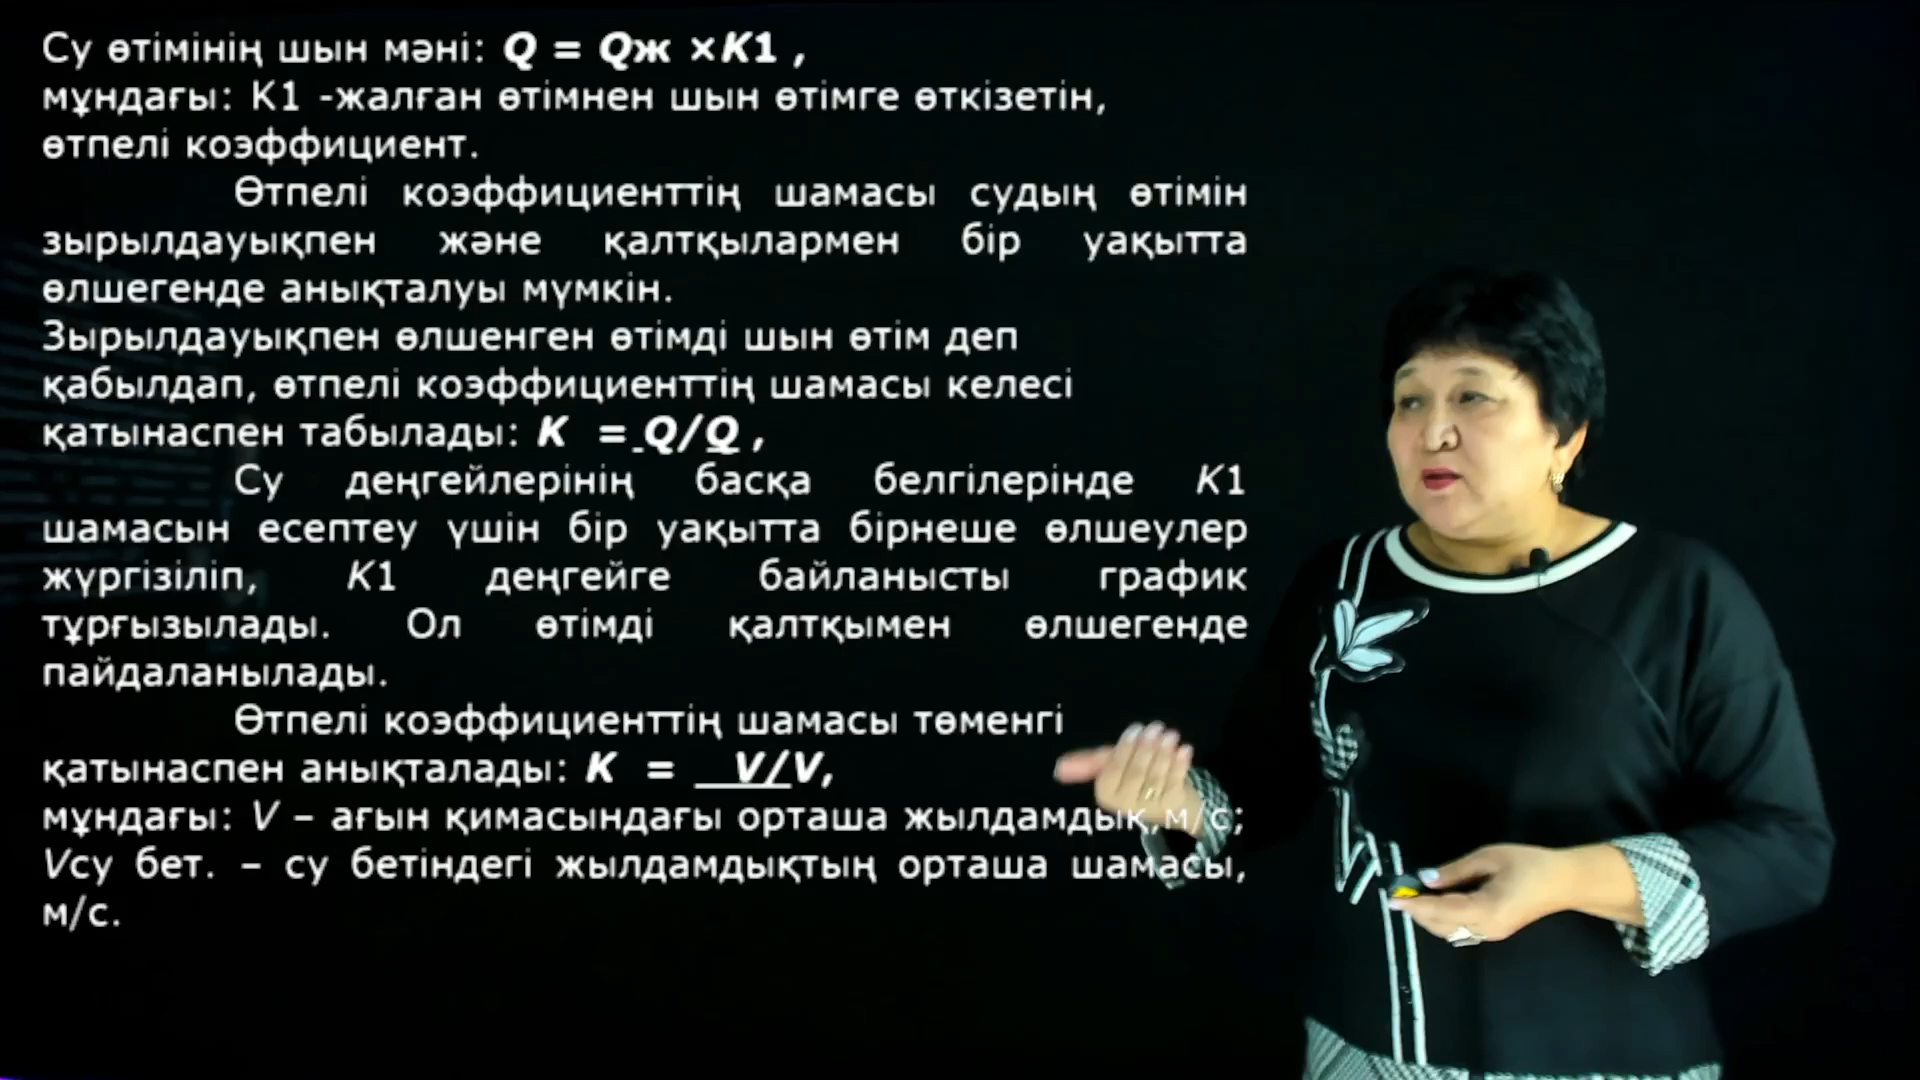 Су өтімінің шын мәні: Q = Qж ×K1 ,
мұндағы: К1 -жалған өтімнен шын өтімге өткізетін,
өтпелі коэффициент.
Өтпелі коэффициенттің шамасы судың өтімін
зырылдауықпен және қалтқылармен бір уақытта
өлшегенде анықталуы мүмкін.
Зырылдауықпен өлшенген өтімді шын өтім деп
қабылдап, өтпелі коэффициенттің шамасы келесі
қатынаспен табылады: K = Q/Q ,
Су деңгейлерінің басқа белгілерінде K1
шамасын есептеу үшін бір уақытта бірнеше өлшеулер
жүргізіліп, K1 деңгейге байланысты график
тұрғызылады. Ол өтімді қалтқымен өлшегенде
пайдаланылады.
Өтпелі коэффициенттің шамасы төменгі
қатынаспен анықталады: K = V/V,
мұндағы: V – ағын қимасындағы орташа жылдамдық,м/с;
Vсу бет. – су бетіндегі жылдамдықтың орташа шамасы,
м/с.